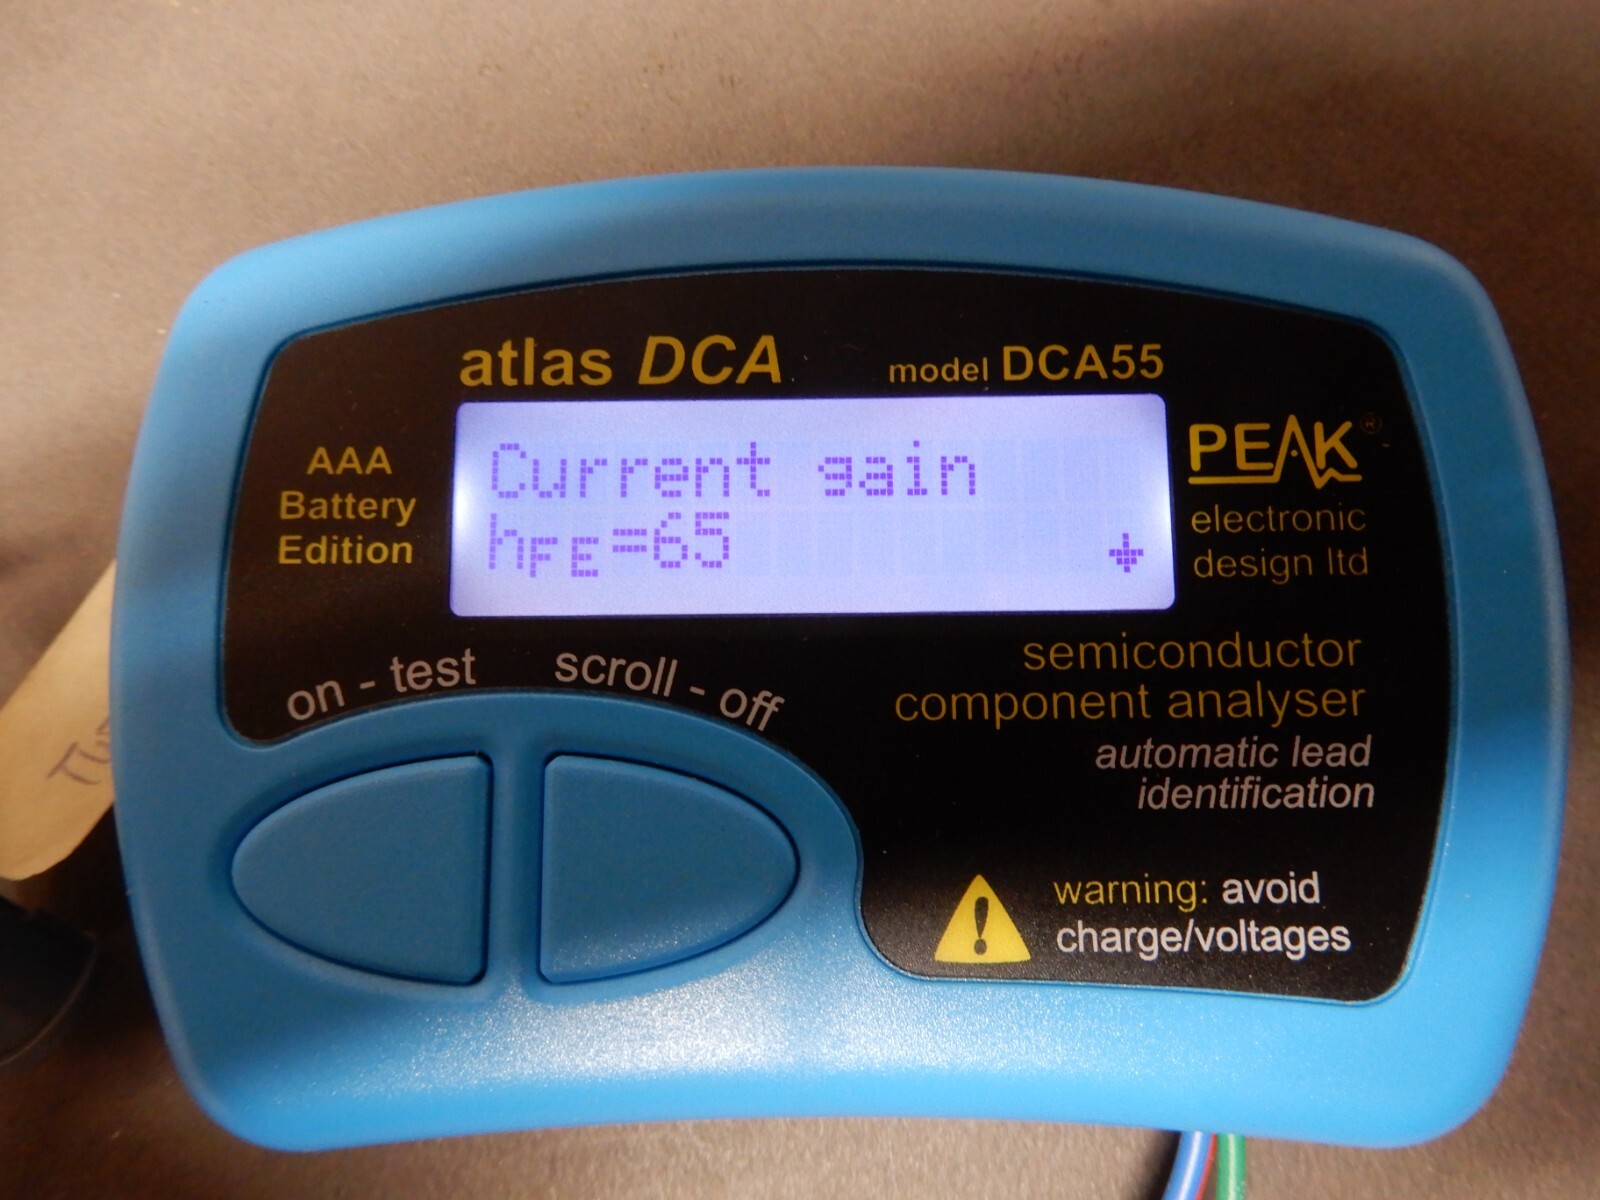 atlas DCA
model DCA55
AAA
Battery
Edition
Current gain
hFE=65
PEAK®
electronic
design ltd
on - test
scroll - off
semiconductor
component analyser
automatic lead
identification
warning: avoid
charge/voltages